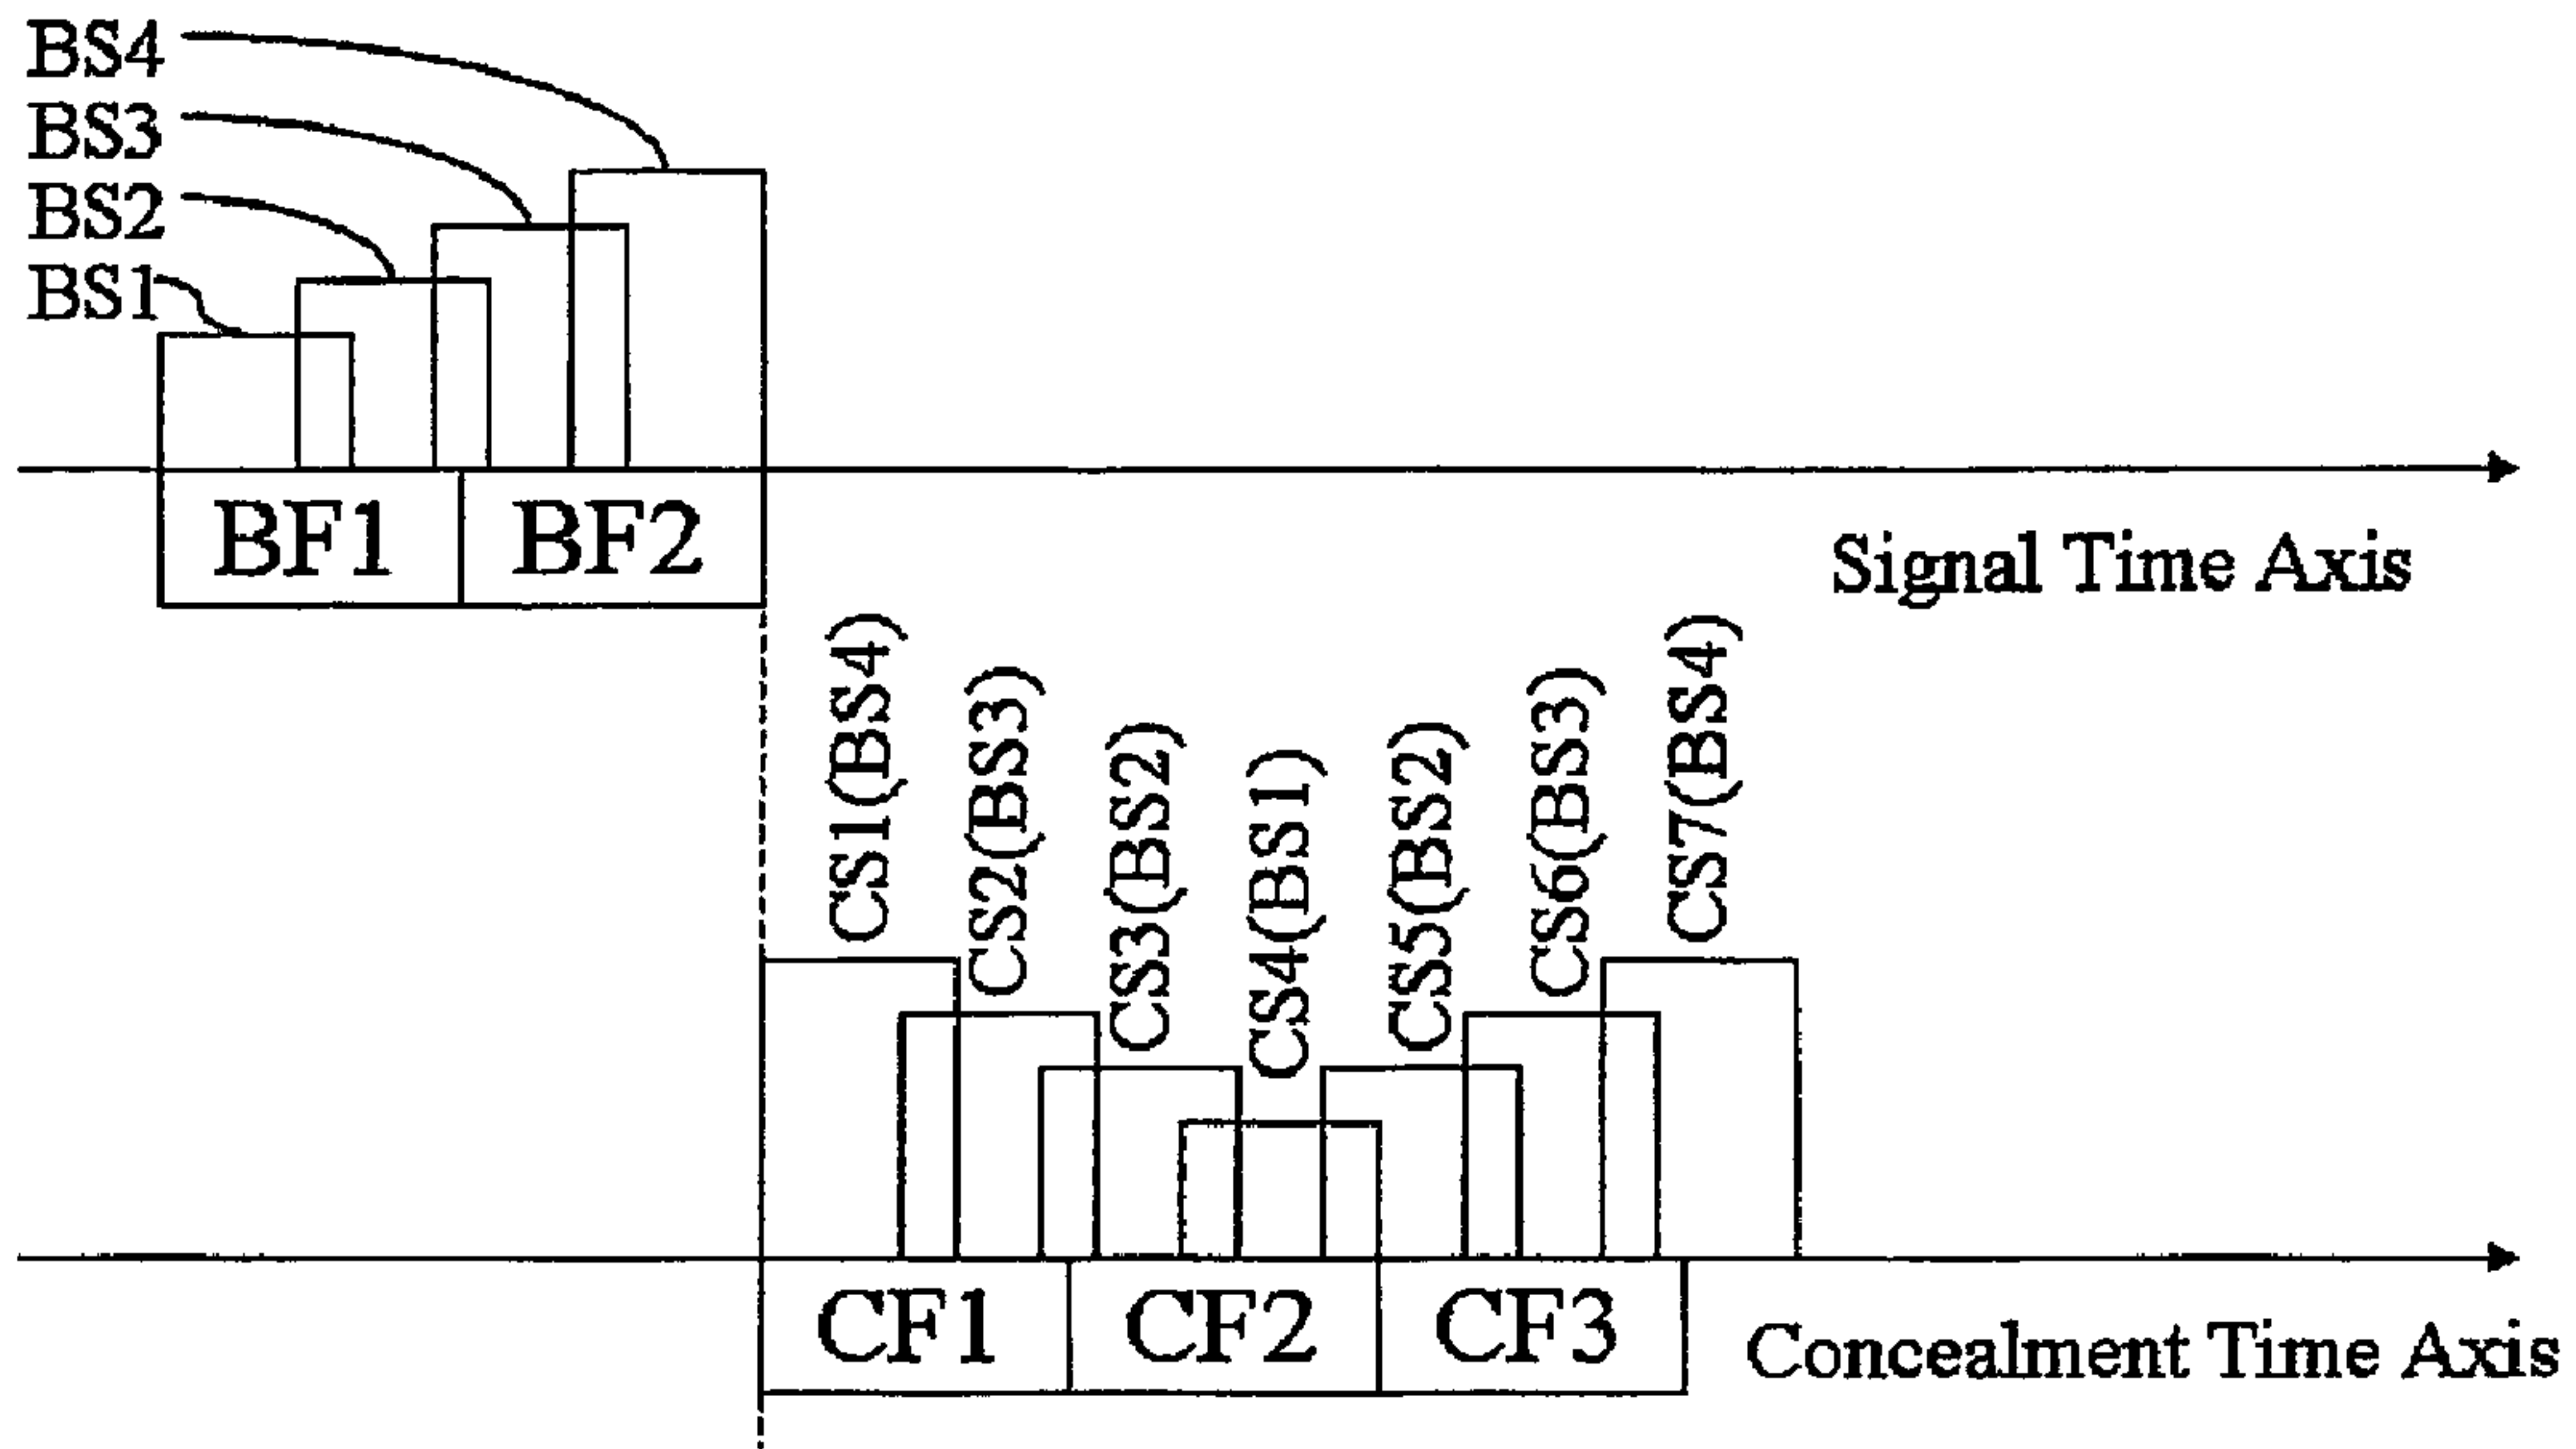 BS4
BS3
BS2
BS1
BF1
BF2
Signal Time Axis
CS1(BS4)
CS2(BS3)
CS3(BS2)
CS4(BS1)
CS5(BS2)
CS6(BS3)
CS7(BS4)
CF1
CF2
CF3
Concealment Time Axis